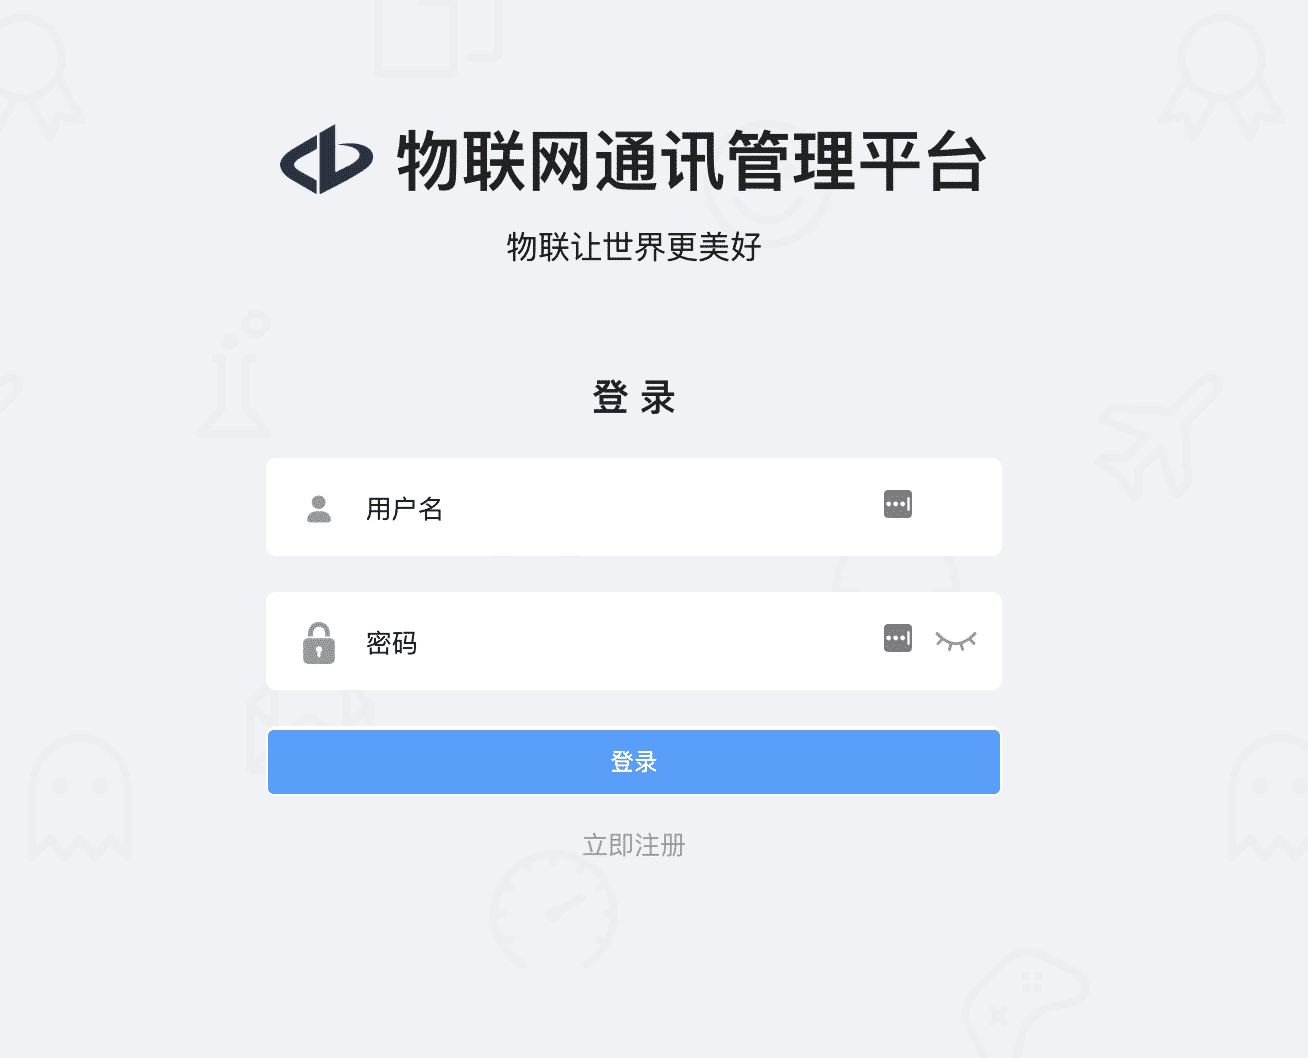 物联网通讯管理平台
物联让世界更美好
登 录
用户名
密码
登录
立即注册